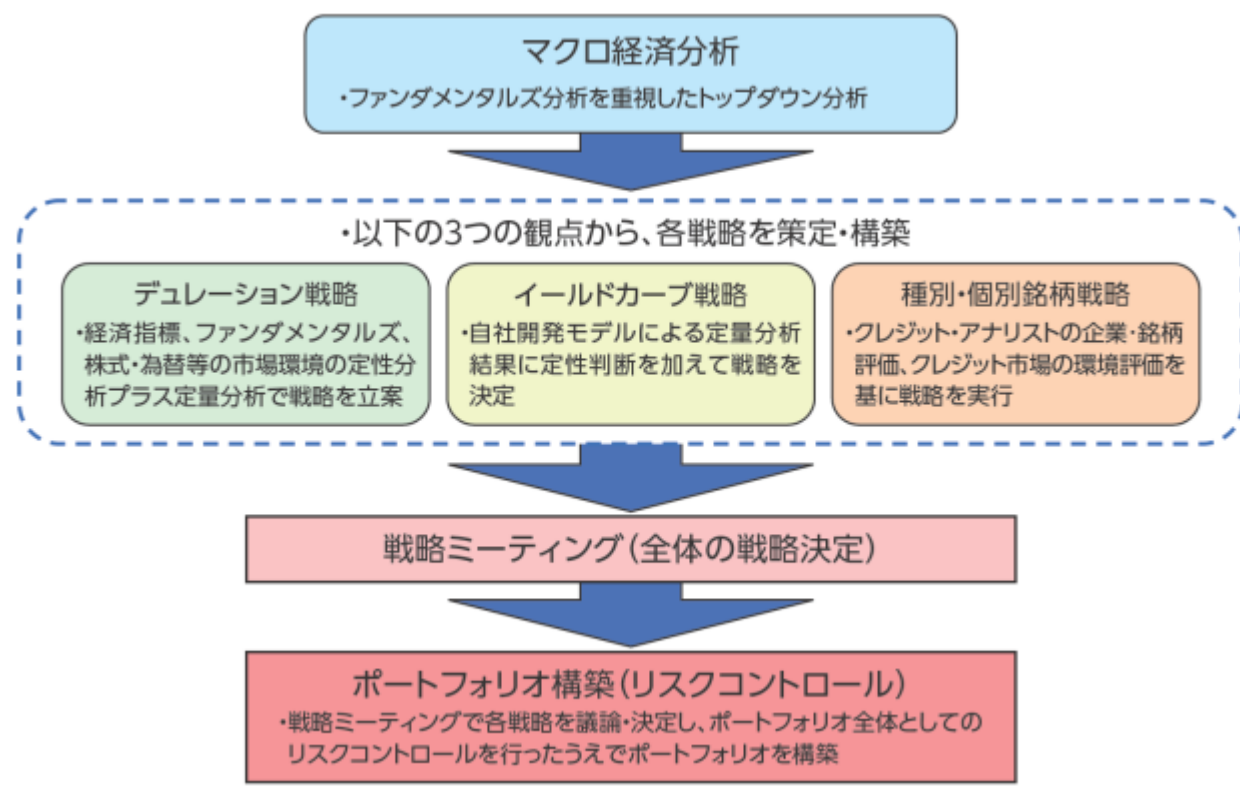 マクロ経済分析
・ファンダメンタルズ分析を重視したトップダウン分析
・以下の3つの観点から、各戦略を策定・構築
デュレーション戦略
・経済指標、ファンダメンタルズ、
株式・為替等の市場環境の定性分
析プラス定量分析で戦略を立案
イールドカーブ戦略
・自社開発モデルによる定量分析
結果に定性判断を加えて戦略を
決定
種別・個別銘柄戦略
・クレジット・アナリストの企業・銘柄
評価、クレジット市場の環境評価を
基に戦略を実行
戦略ミーティング(全体の戦略決定)
ポートフォリオ構築(リスクコントロール)
・戦略ミーティングで各戦略を議論・決定し、ポートフォリオ全体としての
リスクコントロールを行ったうえでポートフォリオを構築